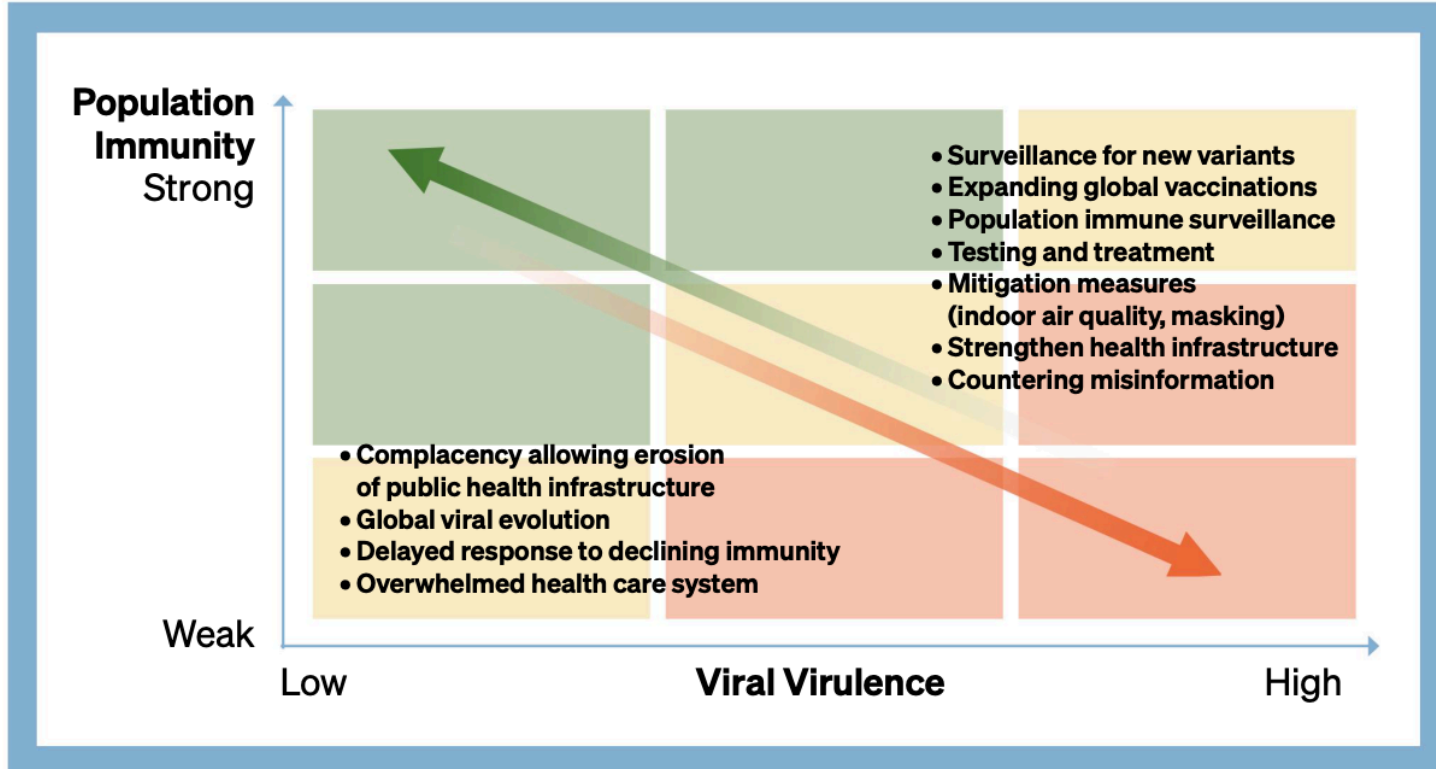 Population
Immunity
Strong
• Surveillance for new variants
• Expanding global vaccinations
• Population immune surveillance
• Testing and treatment
• Mitigation measures
(indoor air quality, masking)
• Strengthen health infrastructure
• Countering misinformation
• Complacency allowing erosion
of public health infrastructure
• Global viral evolution
• Delayed response to declining immunity
• Overwhelmed health care system
Weak
Low
Viral Virulence
High